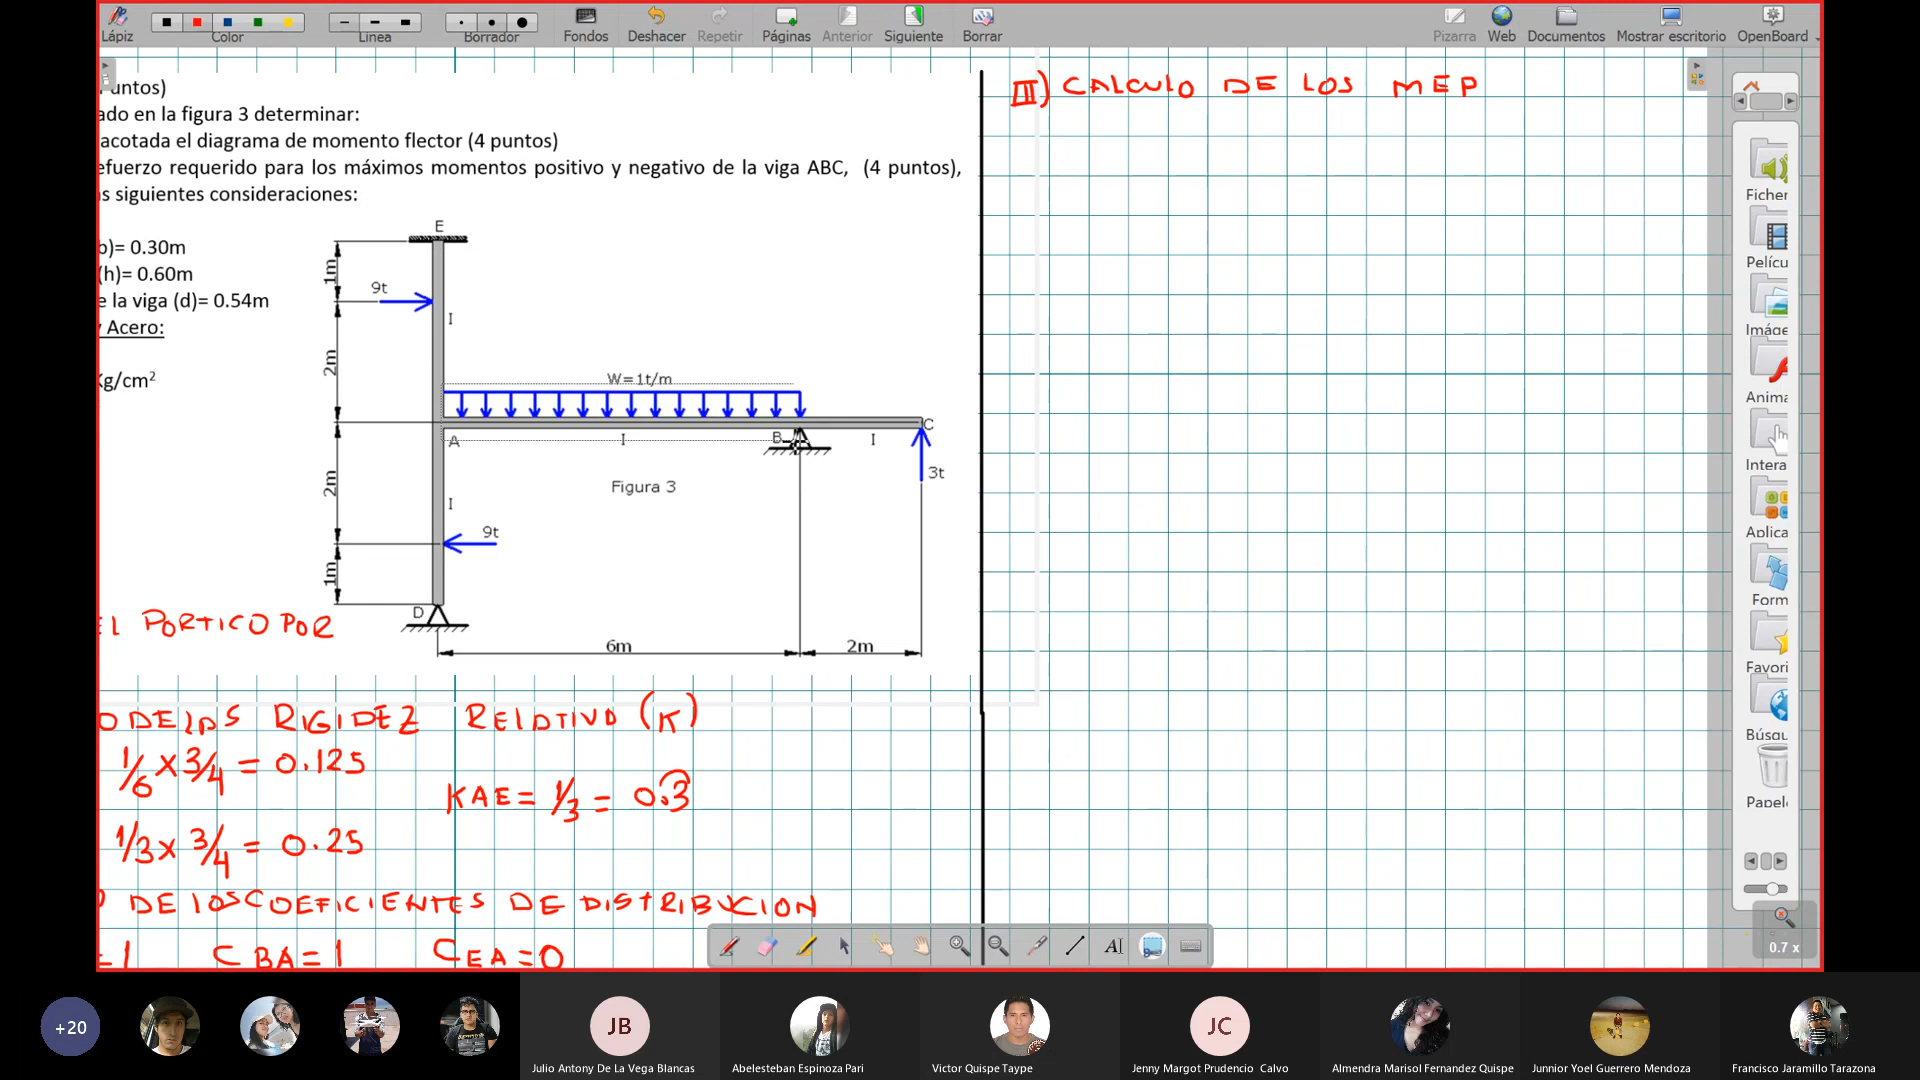 Lápiz
Color
Línea
Borrador
Fondos
Deshacer
Repetir
Páginas
Anterior
Siguiente
Borrar
Pizarra
Web
Documentos
Mostrar escritorio
OpenBoard
untos)
ado en la figura 3 determinar:
acotada el diagrama de momento flector (4 puntos)
efuerzo requerido para los máximos momentos positivo y negativo de la viga ABC, (4 puntos),
s siguientes consideraciones:
b)= 0.30m
(h)= 0.60m
e la viga (d)= 0.54m
y Acero:
Kg/cm²
E
1m
9t
I
2m
W=1t/m
A
I
B
I
C
3t
Figura 3
2m
I
9t
1m
D
6m
2m
EL PORTICO POR
O DE LAS RIGIDEZ RELATIVO (K)
1/6 x 3/4 = 0.125
KAE = 1/3 = 0.3
1/3 x 3/4 = 0.25
O DE LOS COEFICIENTES DE DISTRIBUCION
=1 CBA=1 CEA=0
III) CALCULO DE LOS MEP
Ficher
Pelícu
Imáge
Anima
Intera
Aplica
Form
Favori
Búsqu
Papele
0.7 x
+20
JB
Julio Antony De La Vega Blancas
Abelesteban Espinoza Pari
Victor Quispe Taype
JC
Jenny Margot Prudencio Calvo
Almendra Marisol Fernandez Quispe
Junnior Yoel Guerrero Mendoza
Francisco Jaramillo Tarazona